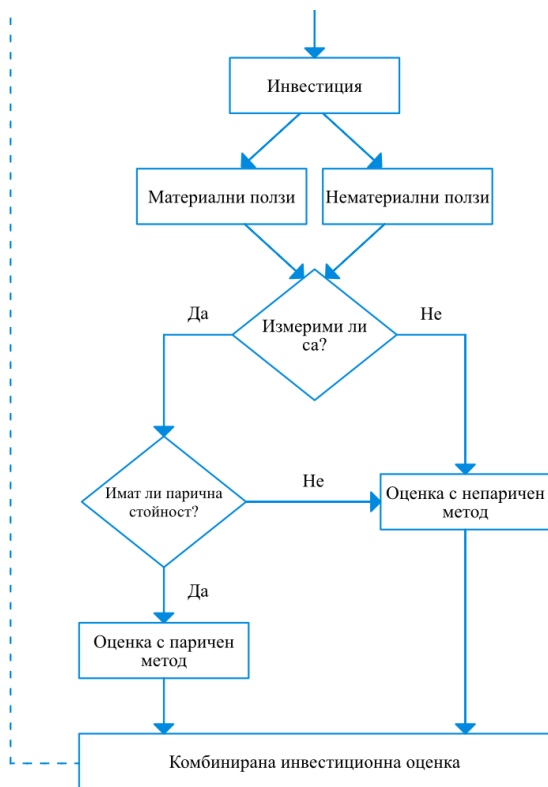 Инвестиция
Материални ползи
Нематериални ползи
Измерими ли
са?
Да
Не
Имат ли парична
стойност?
Не
Оценка с непаричен
метод
Да
Оценка с паричен
метод
Комбинирана инвестиционна оценка